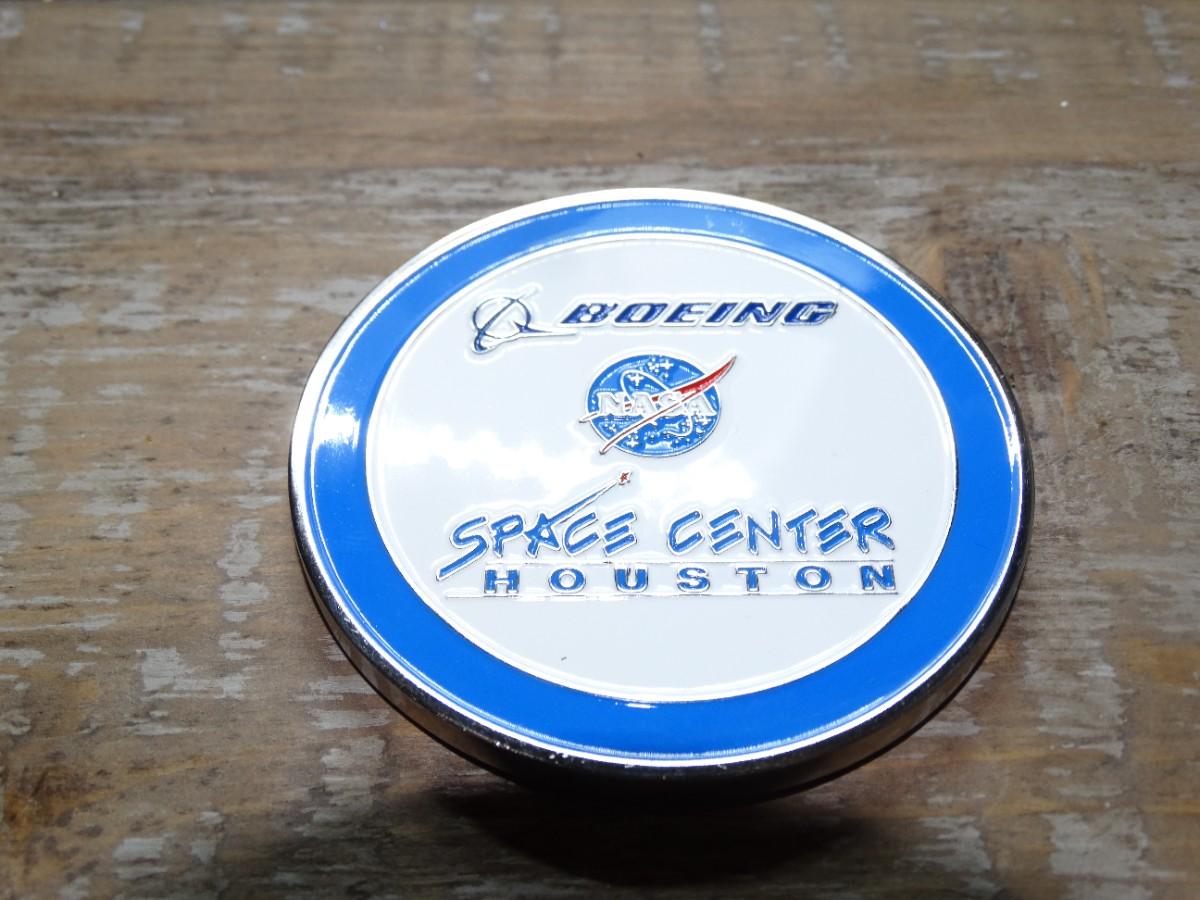 BOEING
NASA
SPACE CENTER
HOUSTON